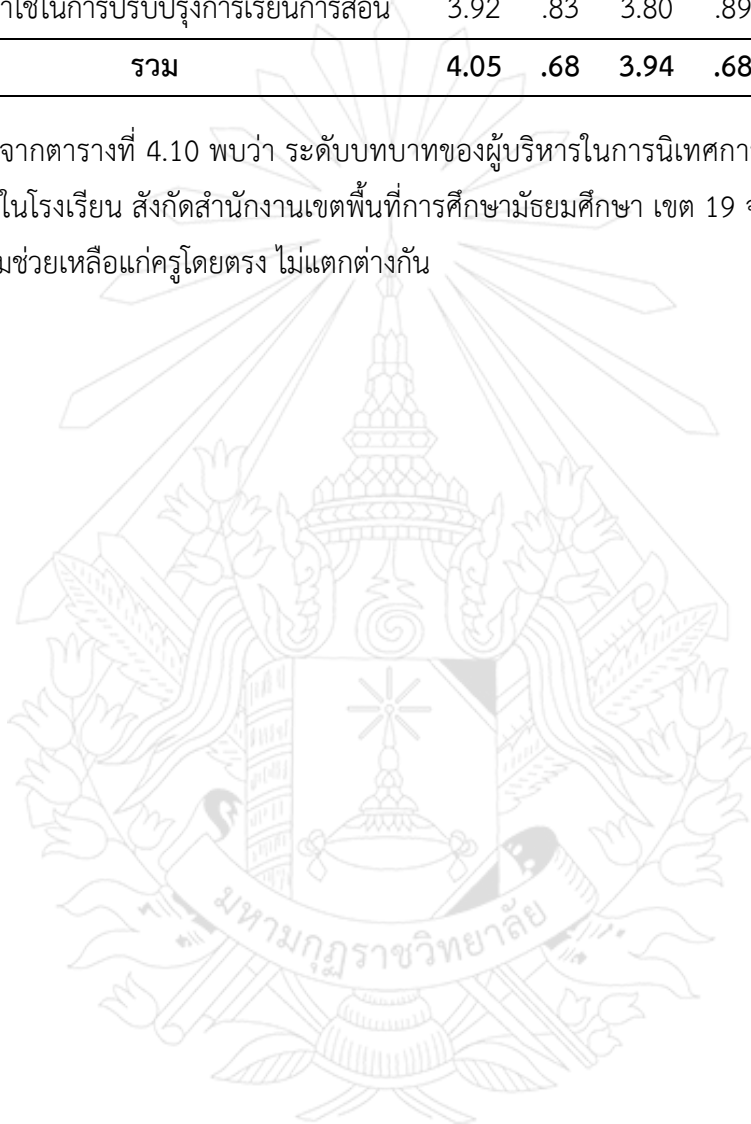 าใช้ในการปรับปรุงการเรียนการสอน 3.92 .83 3.80 .89
รวม 4.05 .68 3.94 .68
จากตารางที่ 4.10 พบว่า ระดับบทบาทของผู้บริหารในการนิเทศกา
ในโรงเรียน สังกัดสำนักงานเขตพื้นที่การศึกษามัธยมศึกษา เขต 19 จ
มช่วยเหลือแก่ครูโดยตรง ไม่แตกต่างกัน
มหามกุฏราชวิทยาลัย